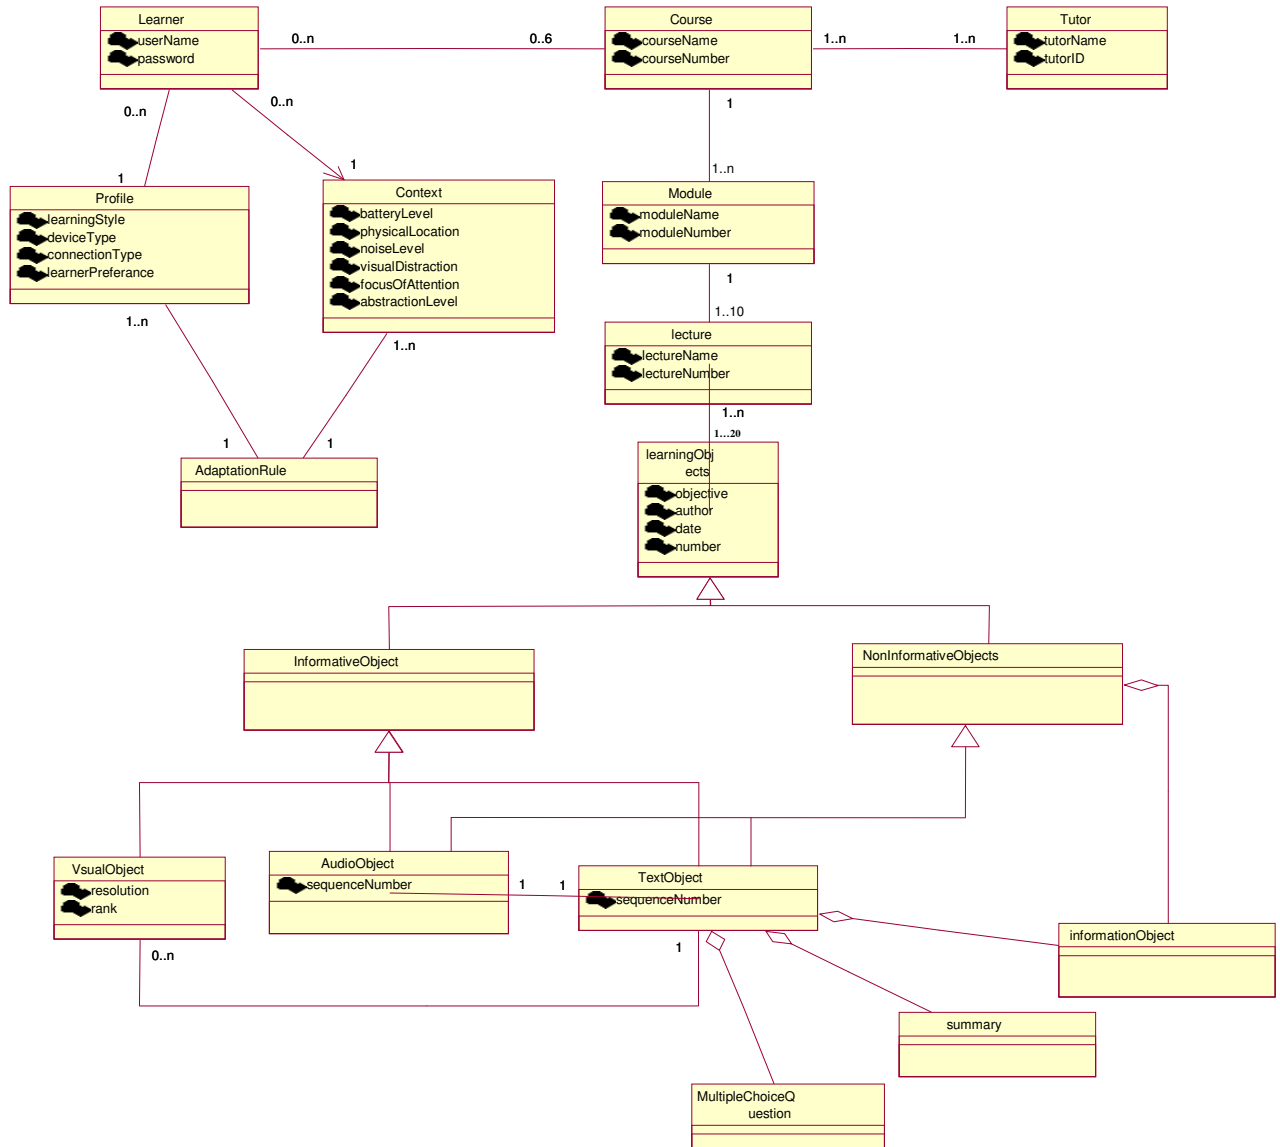 Learner
userName
password
0..n
0..6
Course
courseName
courseNumber
1..n
1..n
Tutor
tutorName
tutorID
0..n
0..n
1
1
1
1..n
Profile
learningStyle
deviceType
connectionType
learnerPreferance
Context
batteryLevel
physicalLocation
noiseLevel
visualDistraction
focusOfAttention
abstractionLevel
Module
moduleName
moduleNumber
1
1..10
1..n
1..n
lecture
lectureName
lectureNumber
1..n
1...20
1
1
AdaptationRule
learningObj
ects
objective
author
date
number
InformativeObject
NonInformativeObjects
VsualObject
resolution
rank
AudioObject
sequenceNumber
1
1
TextObject
sequenceNumber
0..n
1
informationObject
summary
MultipleChoiceQ
uestion